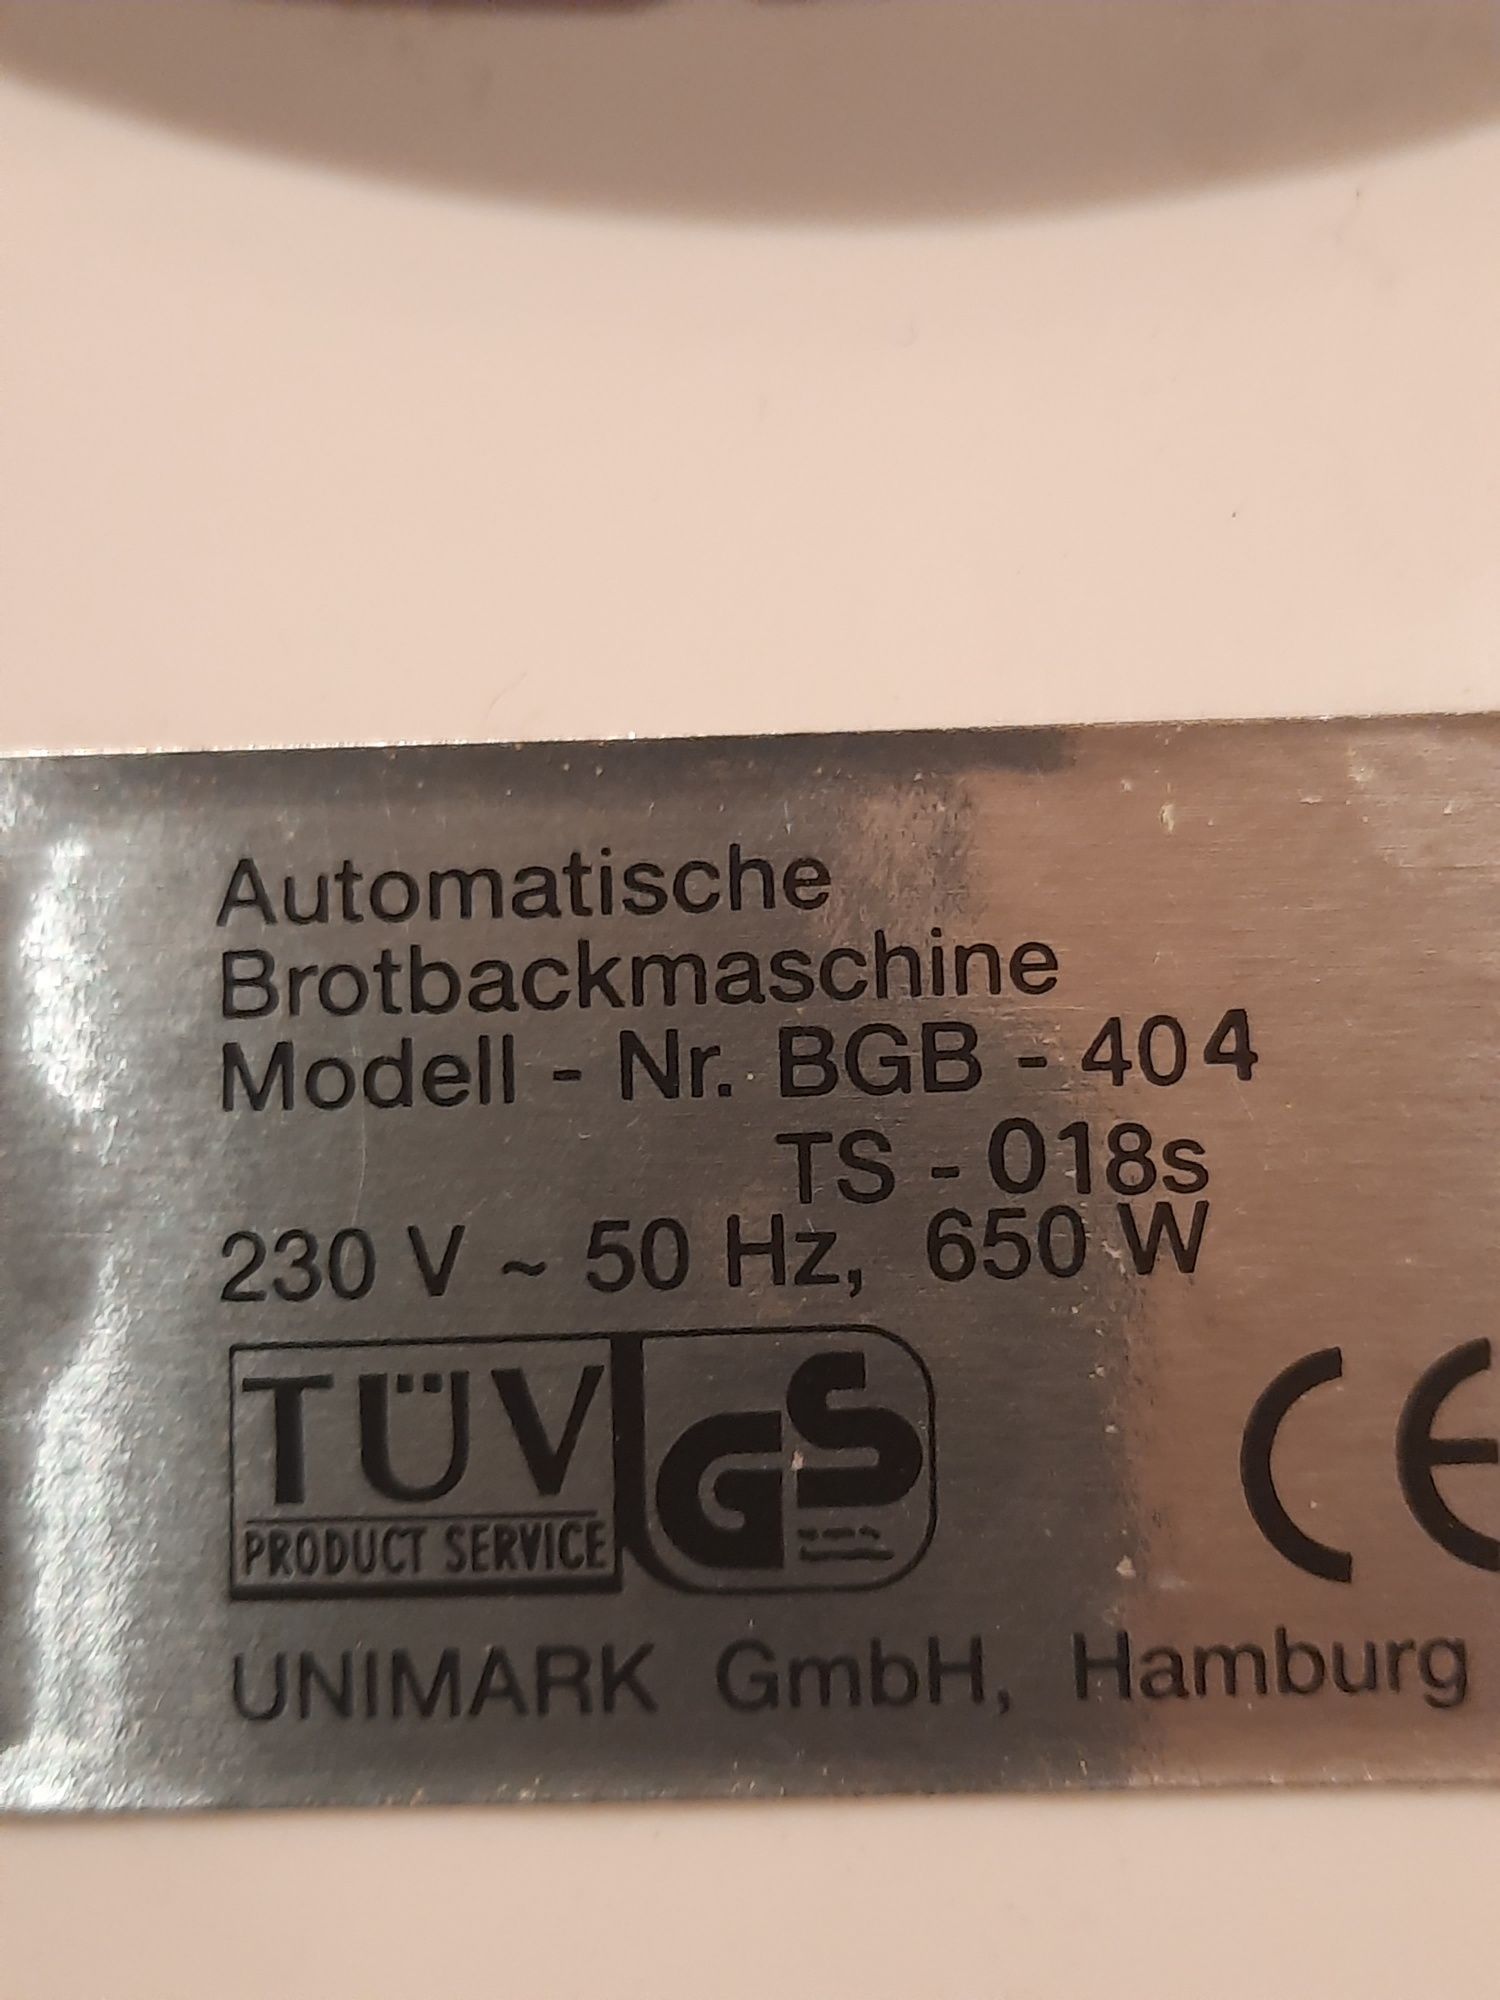 Automatische
Brotbackmaschine
Modell - Nr. BGB - 404
TS - 018s
230 V ~ 50 Hz, 650 W
TÜV
PRODUCT SERVICE
GS
CE
UNIMARK GmbH, Hamburg